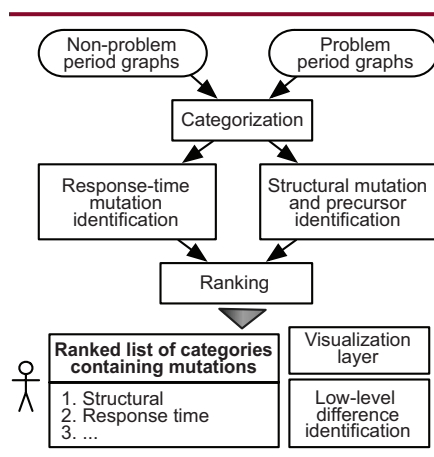 Non-problem
period graphs
Problem
period graphs
Categorization
Response-time
mutation
identification
Structural mutation
and precursor
identification
Ranking
Ranked list of categories
containing mutations
1. Structural
2. Response time
3. ...
Visualization
layer
Low-level
difference
identification